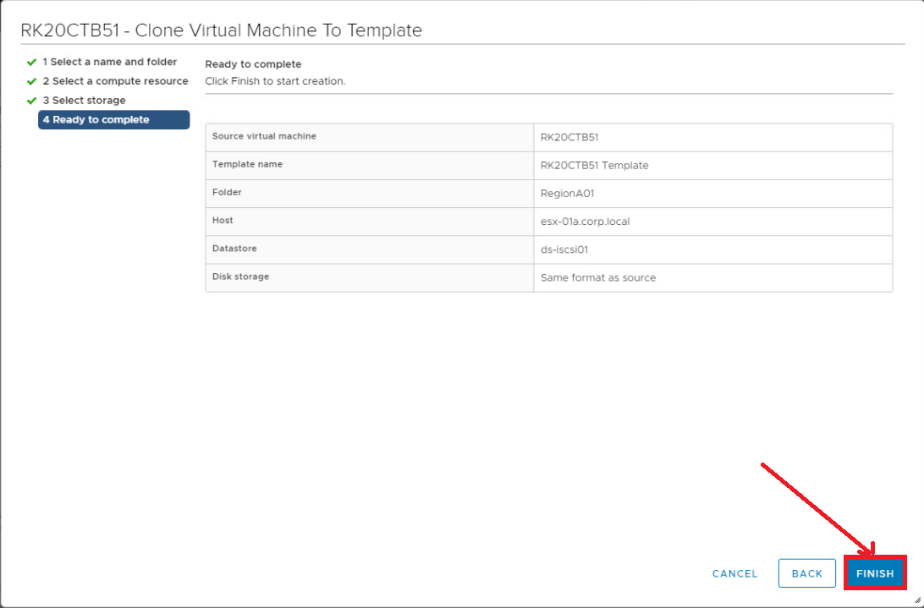 RK20CTB51 - Clone Virtual Machine To Template
1 Select a name and folder
2 Select a compute resource
3 Select storage
4 Ready to complete
Ready to complete
Click Finish to start creation.
Source virtual machine RK20CTB51
Template name RK20CTB51 Template
Folder RegionA01
Host esx-01a.corp.local
Datastore ds-iscsi01
Disk storage Same format as source
CANCEL BACK FINISH